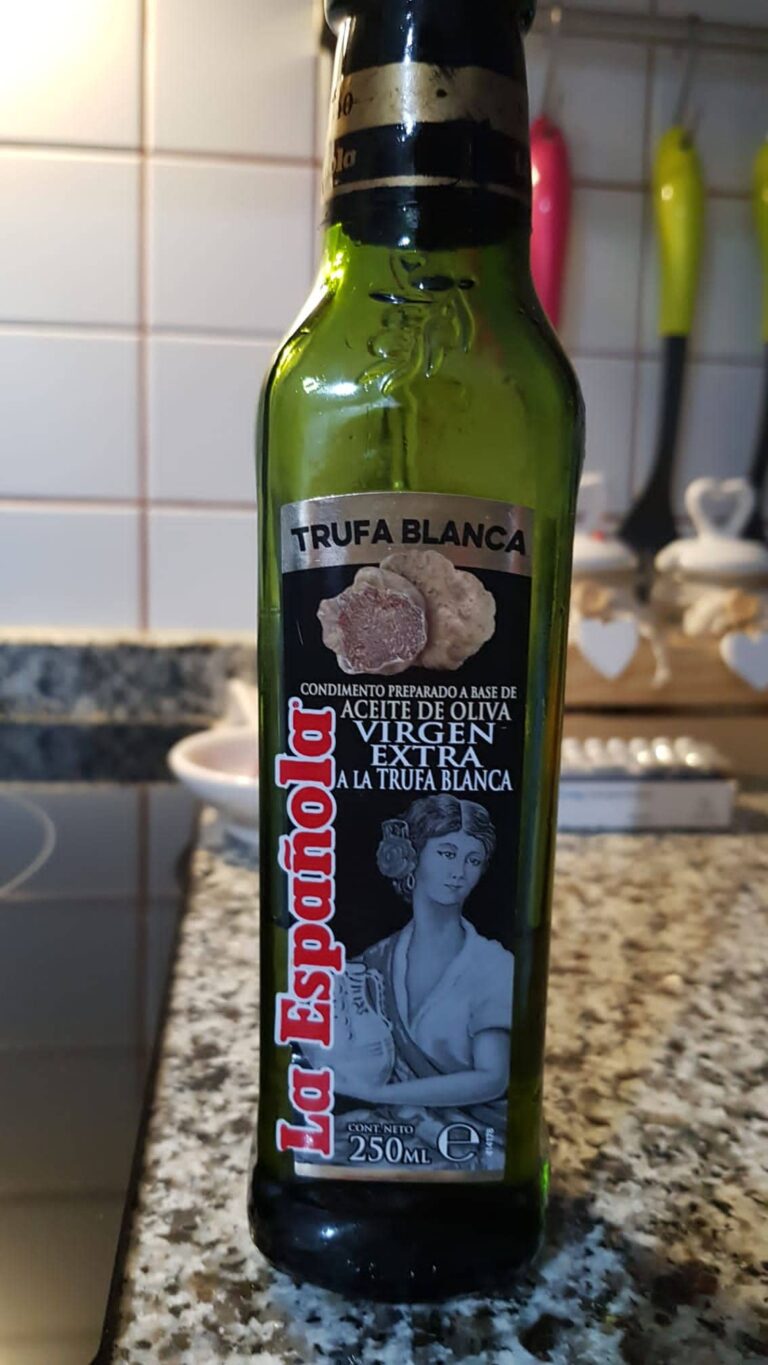 TRUFA BLANCA
CONDIMENTO PREPARADO A BASE DE
ACEITE DE OLIVA
VIRGEN
EXTRA
A LA TRUFA BLANCA
La Española®
CONT. NETO
250ML e